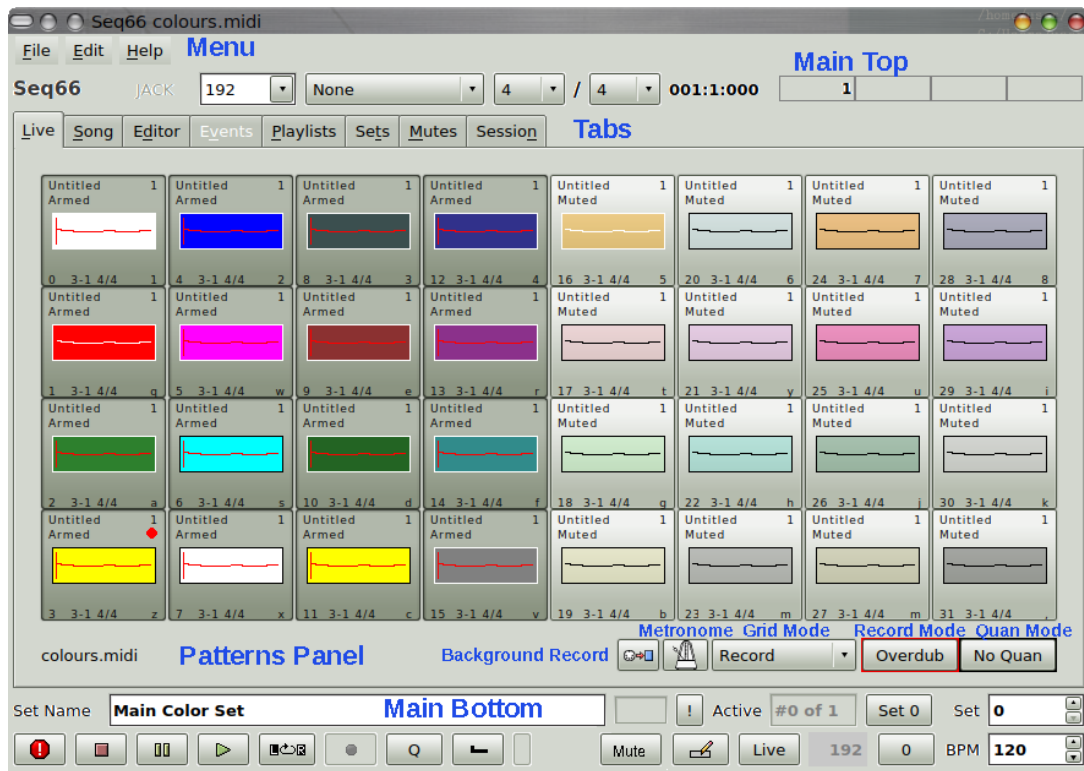 Seq66 colours.midi
File Edit Help Menu
Main Top
Seq66 JACK 192 None 4 / 4 001:1:000 1
Live Song Editor Events Playlists Sets Mutes Session Tabs
Untitled 1 Untitled 1 Untitled 1 Untitled 1 Untitled 1 Untitled 1 Untitled 1 Untitled 1
Armed Armed Armed Armed Muted Muted Muted Muted
0 3-1 4/4 1 4 3-1 4/4 2 8 3-1 4/4 3 12 3-1 4/4 4 16 3-1 4/4 5 20 3-1 4/4 6 24 3-1 4/4 7 28 3-1 4/4 8
Untitled 1 Untitled 1 Untitled 1 Untitled 1 Untitled 1 Untitled 1 Untitled 1 Untitled 1
Armed Armed Armed Armed Muted Muted Muted Muted
1 3-1 4/4 q 5 3-1 4/4 w 9 3-1 4/4 e 13 3-1 4/4 r 17 3-1 4/4 t 21 3-1 4/4 y 25 3-1 4/4 u 29 3-1 4/4 i
Untitled 1 Untitled 1 Untitled 1 Untitled 1 Untitled 1 Untitled 1 Untitled 1 Untitled 1
Armed Armed Armed Armed Muted Muted Muted Muted
2 3-1 4/4 a 6 3-1 4/4 s 10 3-1 4/4 d 14 3-1 4/4 f 18 3-1 4/4 g 22 3-1 4/4 h 26 3-1 4/4 j 30 3-1 4/4 k
Untitled 1 Untitled 1 Untitled 1 Untitled 1 Untitled 1 Untitled 1 Untitled 1 Untitled 1
Armed Armed Armed Armed Muted Muted Muted Muted
3 3-1 4/4 z 7 3-1 4/4 x 11 3-1 4/4 c 15 3-1 4/4 v 19 3-1 4/4 b 23 3-1 4/4 m 27 3-1 4/4 m 31 3-1 4/4 ,
Metronome Grid Mode Record Mode Quan Mode
colours.midi Patterns Panel Background Record Record Overdub No Quan
Set Name Main Color Set Main Bottom ! Active #0 of 1 Set 0 Set 0
Q Mute Live 192 0 BPM 120